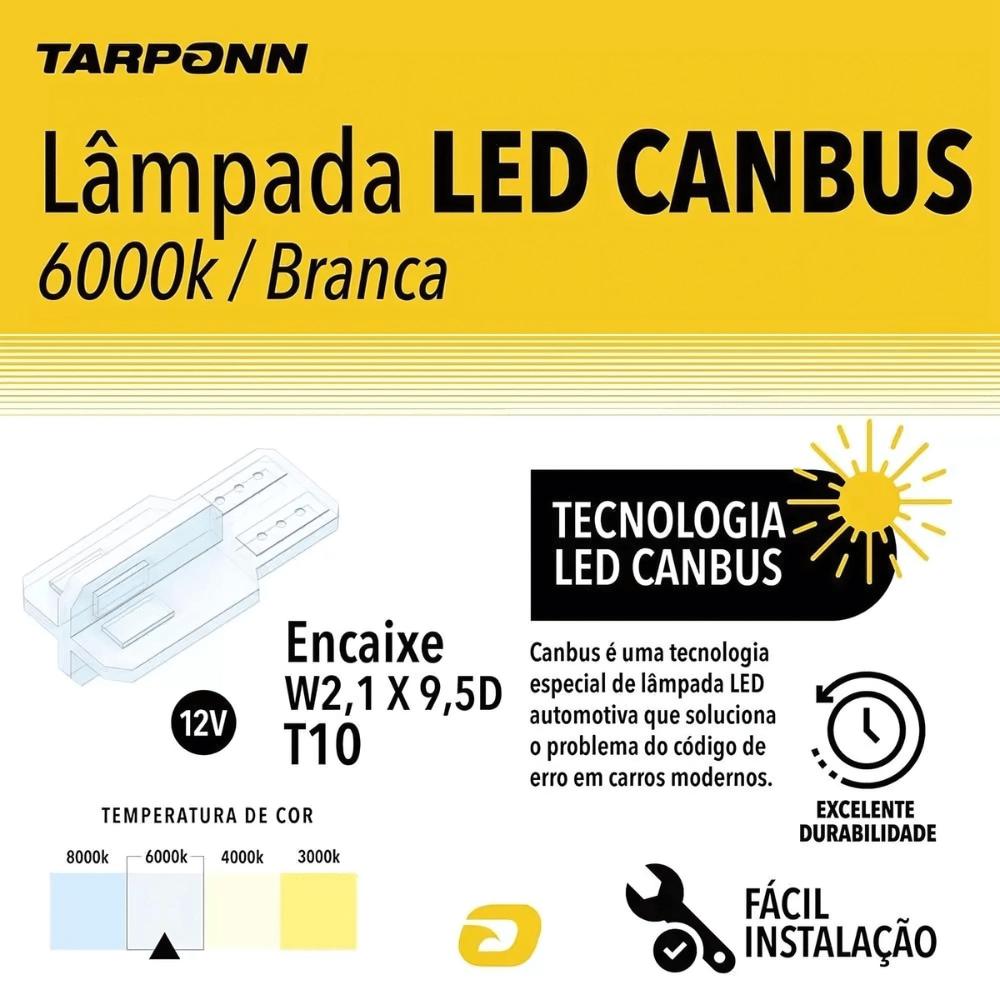 TARPONN
Lâmpada LED CANBUS
6000k / Branca
TECNOLOGIA
LED CANBUS
Encaixe
W2,1 X 9,5D
T10
12V
Canbus é uma tecnologia
especial de lâmpada LED
automotiva que soluciona
o problema do código de
erro em carros modernos.
EXCELENTE
DURABILIDADE
TEMPERATURA DE COR
8000k 6000k 4000k 3000k
FÁCIL
INSTALAÇÃO